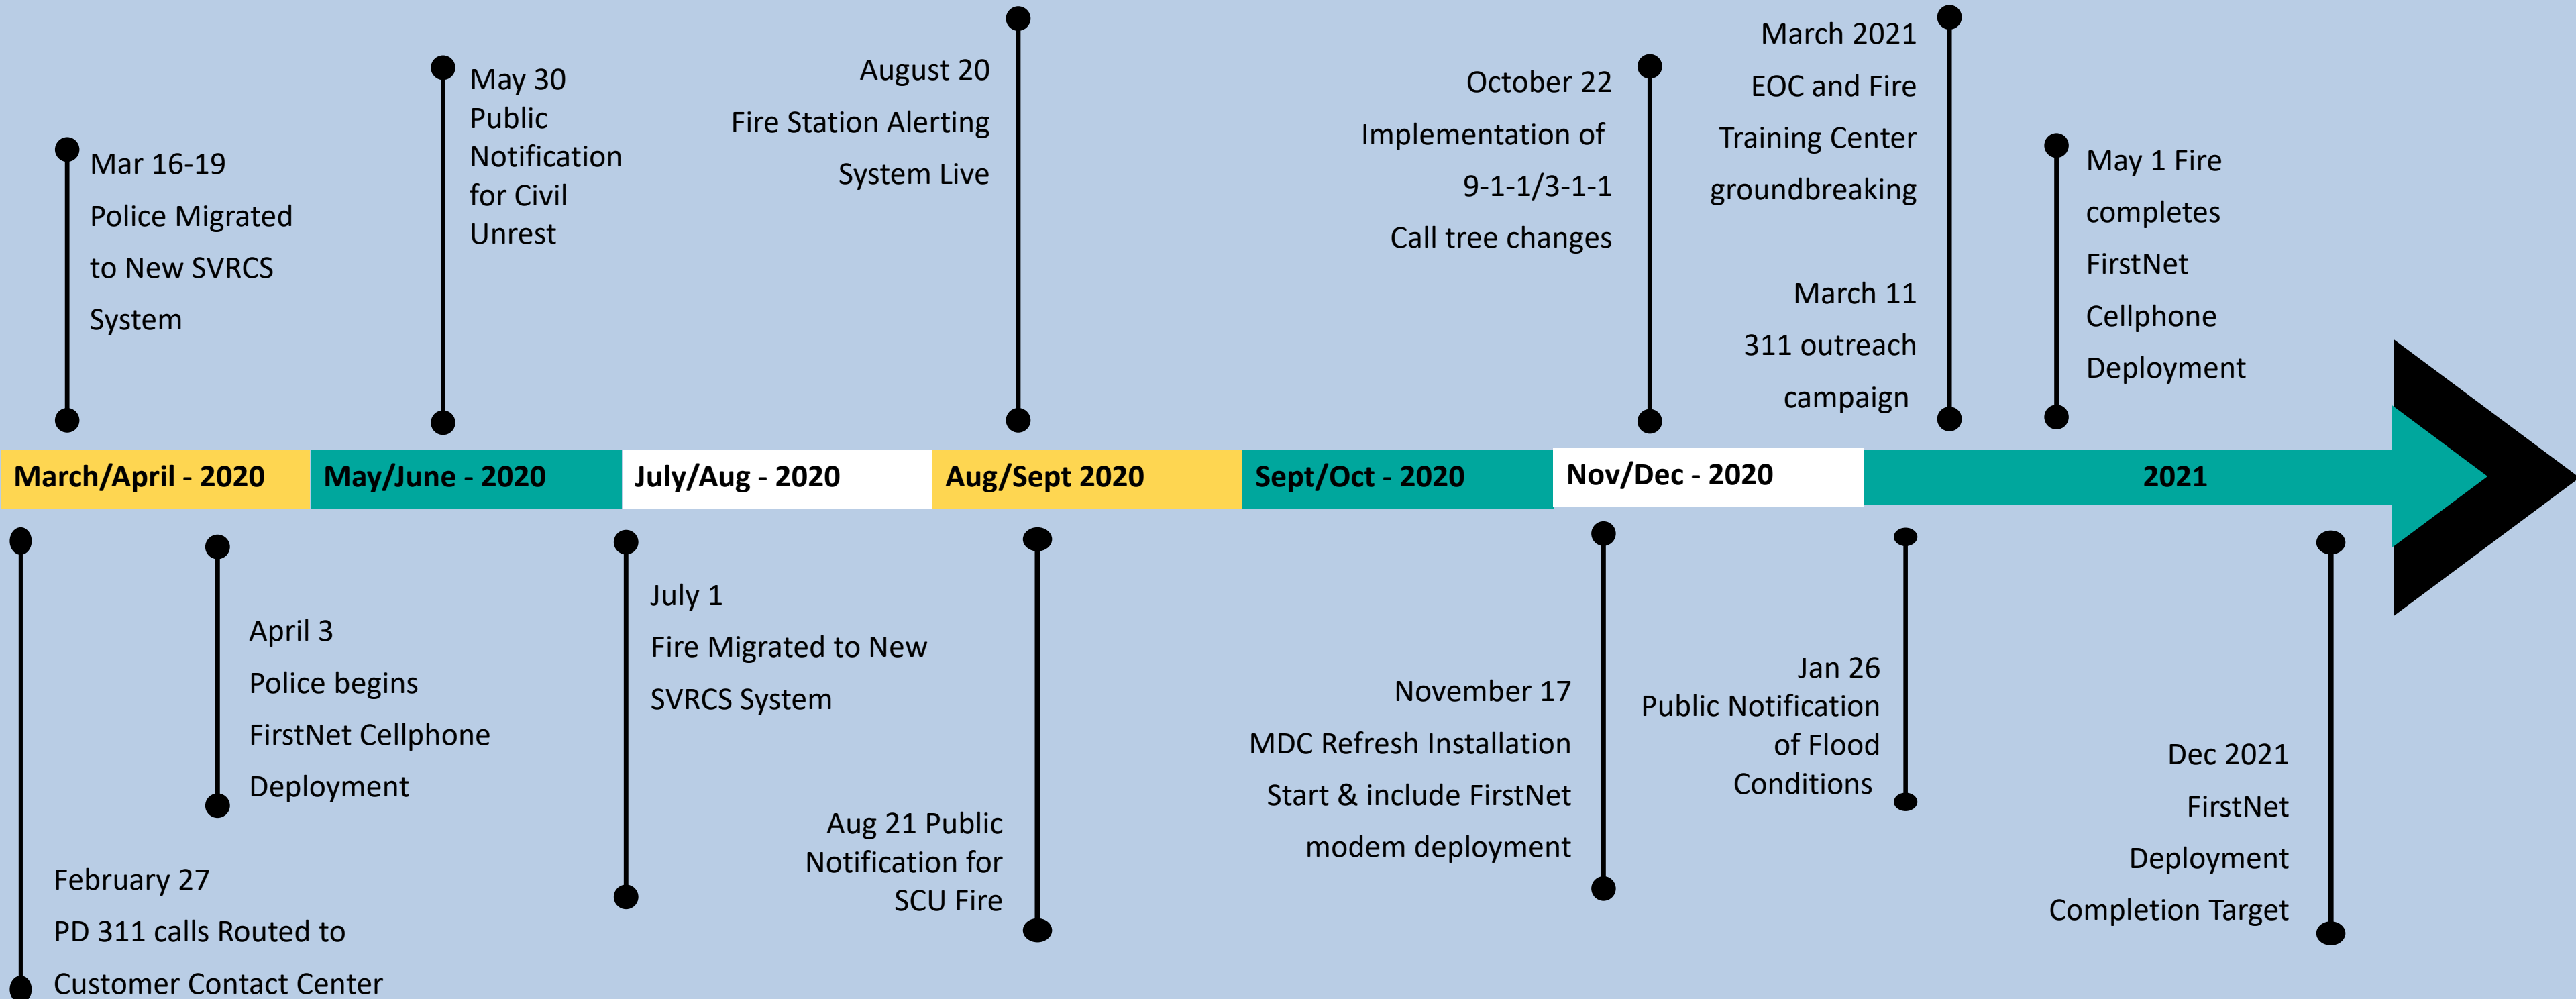 Mar 16-19
Police Migrated
to New SVRCS
System
May 30
Public
Notification
for Civil
Unrest
August 20
Fire Station Alerting
System Live
October 22
Implementation of
9-1-1/3-1-1
Call tree changes
March 2021
EOC and Fire
Training Center
groundbreaking
March 11
311 outreach
campaign
May 1 Fire
completes
FirstNet
Cellphone
Deployment
March/April - 2020
May/June - 2020
July/Aug - 2020
Aug/Sept 2020
Sept/Oct - 2020
Nov/Dec - 2020
2021
February 27
PD 311 calls Routed to
Customer Contact Center
April 3
Police begins
FirstNet Cellphone
Deployment
July 1
Fire Migrated to New
SVRCS System
Aug 21 Public
Notification for
SCU Fire
November 17
MDC Refresh Installation
Start & include FirstNet
modem deployment
Jan 26
Public Notification
of Flood
Conditions
Dec 2021
FirstNet
Deployment
Completion Target